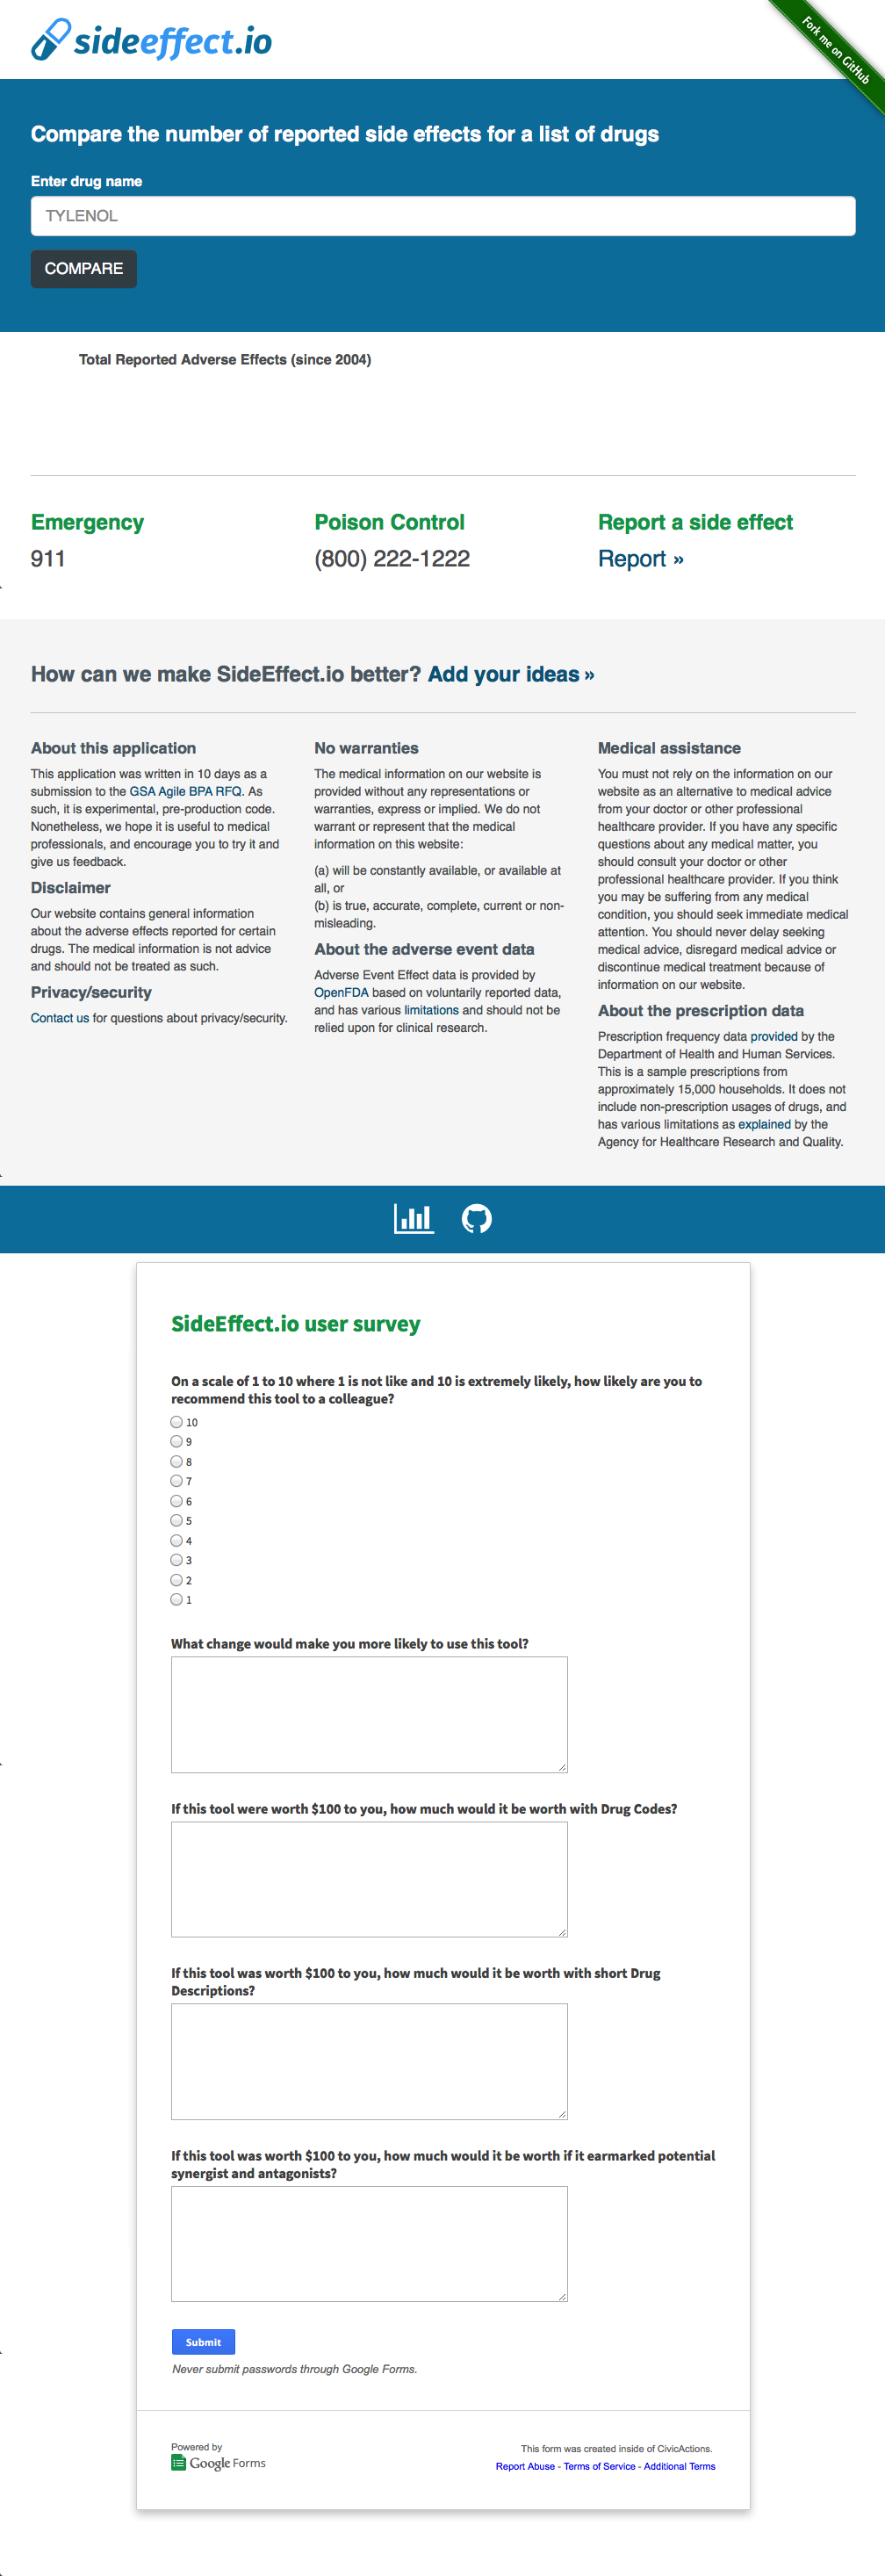 sideeffect.io
Fork me on GitHub
Compare the number of reported side effects for a list of drugs
Enter drug name
TYLENOL
COMPARE
Total Reported Adverse Effects (since 2004)
Emergency
911
Poison Control
(800) 222-1222
Report a side effect
Report »
How can we make SideEffect.io better? Add your ideas »
About this application
This application was written in 10 days as a
submission to the GSA Agile BPA RFQ. As
such, it is experimental, pre-production code.
Nonetheless, we hope it is useful to medical
professionals, and encourage you to try it and
give us feedback.
Disclaimer
Our website contains general information
about the adverse effects reported for certain
drugs. The medical information is not advice
and should not be treated as such.
Privacy/security
Contact us for questions about privacy/security.
No warranties
The medical information on our website is
provided without any representations or
warranties, express or implied. We do not
warrant or represent that the medical
information on this website:
(a) will be constantly available, or available at
all, or
(b) is true, accurate, complete, current or non-
misleading.
About the adverse event data
Adverse Event Effect data is provided by
OpenFDA based on voluntarily reported data,
and has various limitations and should not be
relied upon for clinical research.
Medical assistance
You must not rely on the information on our
website as an alternative to medical advice
from your doctor or other professional
healthcare provider. If you have any specific
questions about any medical matter, you
should consult your doctor or other
professional healthcare provider. If you think
you may be suffering from any medical
condition, you should seek immediate medical
attention. You should never delay seeking
medical advice, disregard medical advice or
discontinue medical treatment because of
information on our website.
About the prescription data
Prescription frequency data provided by the
Department of Health and Human Services.
This is a sample prescriptions from
approximately 15,000 households. It does not
include non-prescription usages of drugs, and
has various limitations as explained by the
Agency for Healthcare Research and Quality.
SideEffect.io user survey
On a scale of 1 to 10 where 1 is not like and 10 is extremely likely, how likely are you to
recommend this tool to a colleague?
10
9
8
7
6
5
4
3
2
1
What change would make you more likely to use this tool?
If this tool were worth $100 to you, how much would it be worth with Drug Codes?
If this tool was worth $100 to you, how much would it be worth with short Drug
Descriptions?
If this tool was worth $100 to you, how much would it be worth if it earmarked potential
synergist and antagonists?
Submit
Never submit passwords through Google Forms.
Powered by
Google Forms
This form was created inside of CivicActions.
Report Abuse - Terms of Service - Additional Terms